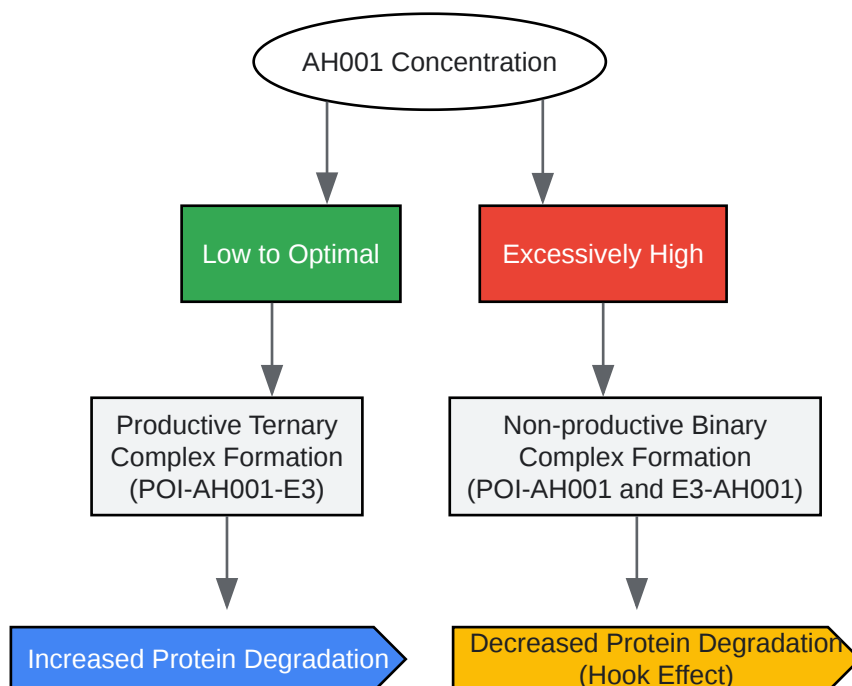 AH001 Concentration
Low to Optimal
Excessively High
Productive Ternary
Complex Formation
(POI-AH001-E3)
Non-productive Binary
Complex Formation
(POI-AH001 and E3-AH001)
Increased Protein Degradation
Decreased Protein Degradation
(Hook Effect)